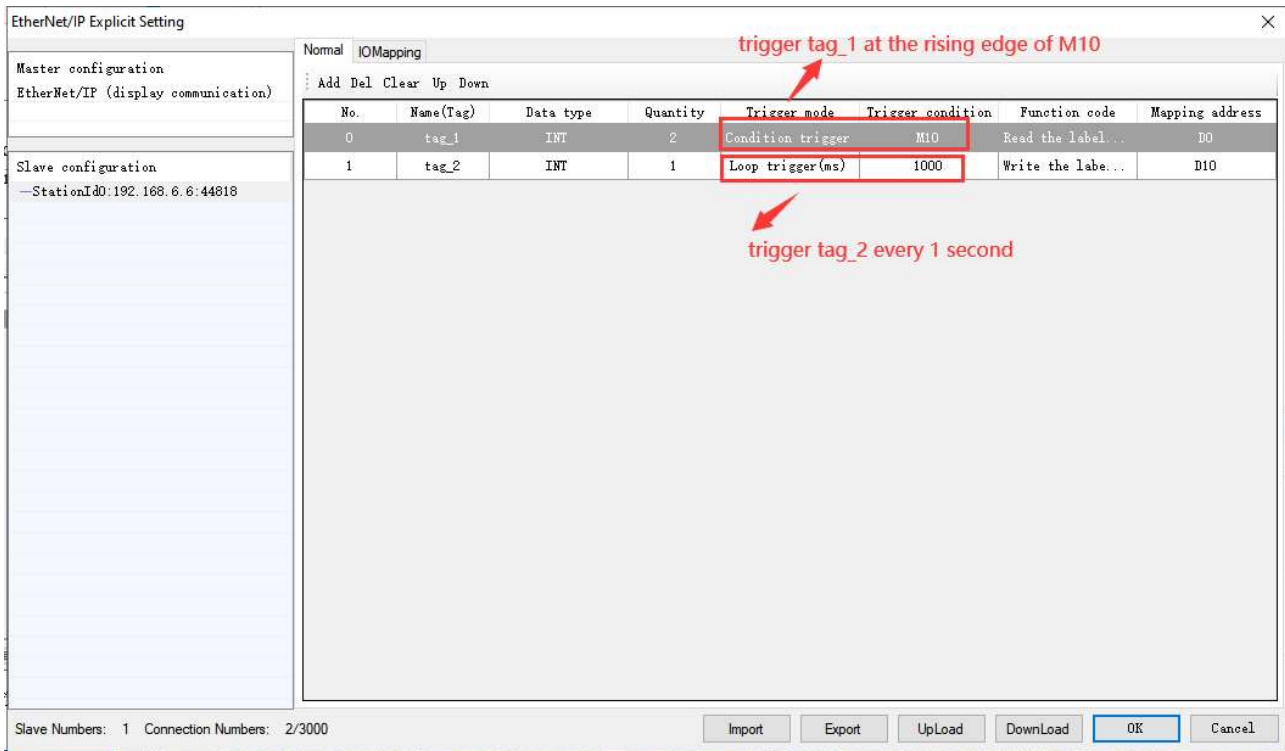 EtherNet/IP Explicit Setting
trigger tag_1 at the rising edge of M10
Master configuration
EtherNet/IP (display communication)
Normal IOMapping
Add Del Clear Up Down
No. Name(Tag) Data type Quantity Trigger mode Trigger condition Function code Mapping address
0 tag_1 INT 2 Condition trigger M10 Read the label... D0
1 tag_2 INT 1 Loop trigger(ms) 1000 Write the labe... D10
Slave configuration
StationId0:192.168.6.6:44818
trigger tag_2 every 1 second
Slave Numbers: 1 Connection Numbers: 2/3000
Import Export UpLoad DownLoad OK Cancel